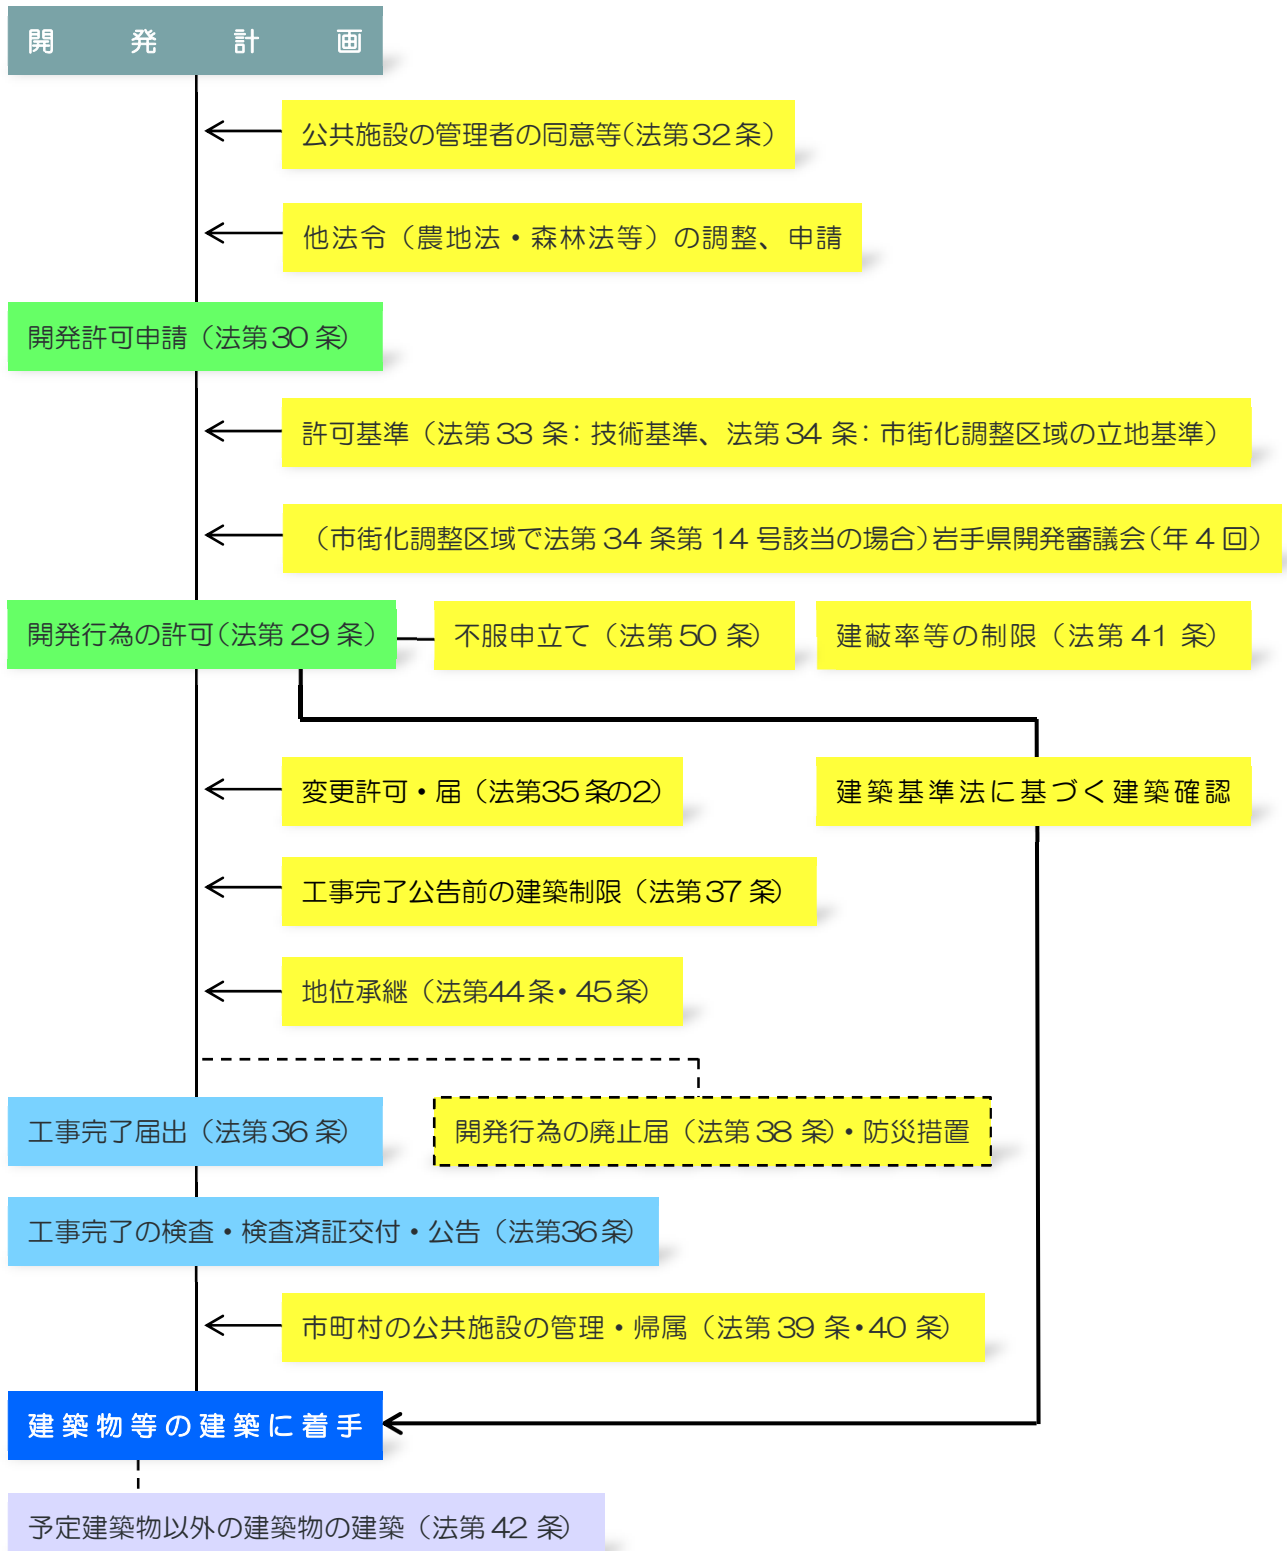 開発計画
公共施設の管理者の同意等(法第32条)
他法令（農地法・森林法等）の調整、申請
開発許可申請（法第30条）
許可基準（法第33条：技術基準、法第34条：市街化調整区域の立地基準）
（市街化調整区域で法第34条第14号該当の場合)岩手県開発審議会(年4回）
開発行為の許可(法第29条）
不服申立て（法第50条）
建蔽率等の制限（法第41条）
変更許可・届（法第35条の2）
建築基準法に基づく建築確認
工事完了公告前の建築制限（法第37条）
地位承継（法第44条・45条）
工事完了届出（法第36条）
開発行為の廃止届（法第38条）・防災措置
工事完了の検査・検査済証交付・公告（法第36条）
市町村の公共施設の管理・帰属（法第39条・40条）
建築物等の建築に着手
予定建築物以外の建築物の建築（法第42条）